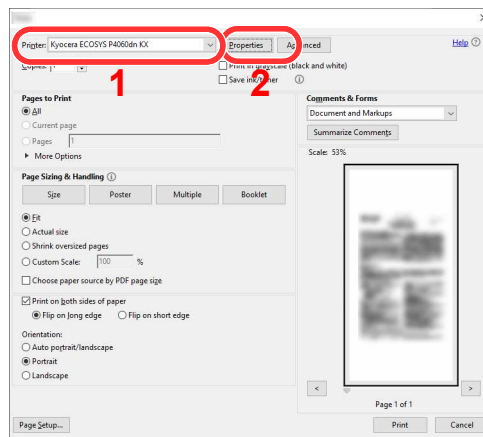 Printer: Kyocera ECOSYS P4060dn KX Properties Advanced Help
Copies: 1 Print in grayscale (black and white)
Save ink/toner
1 2
Pages to Print
All
Current page
Pages 1
More Options
Page Sizing & Handling
Size Poster Multiple Booklet
Fit
Actual size
Shrink oversized pages
Custom Scale: 100 %
Choose paper source by PDF page size
Print on both sides of paper
Flip on long edge Flip on short edge
Orientation:
Auto portrait/landscape
Portrait
Landscape
Comments & Forms
Document and Markups
Summarize Comments
Scale: 53%
< >
Page 1 of 1
Page Setup... Print Cancel